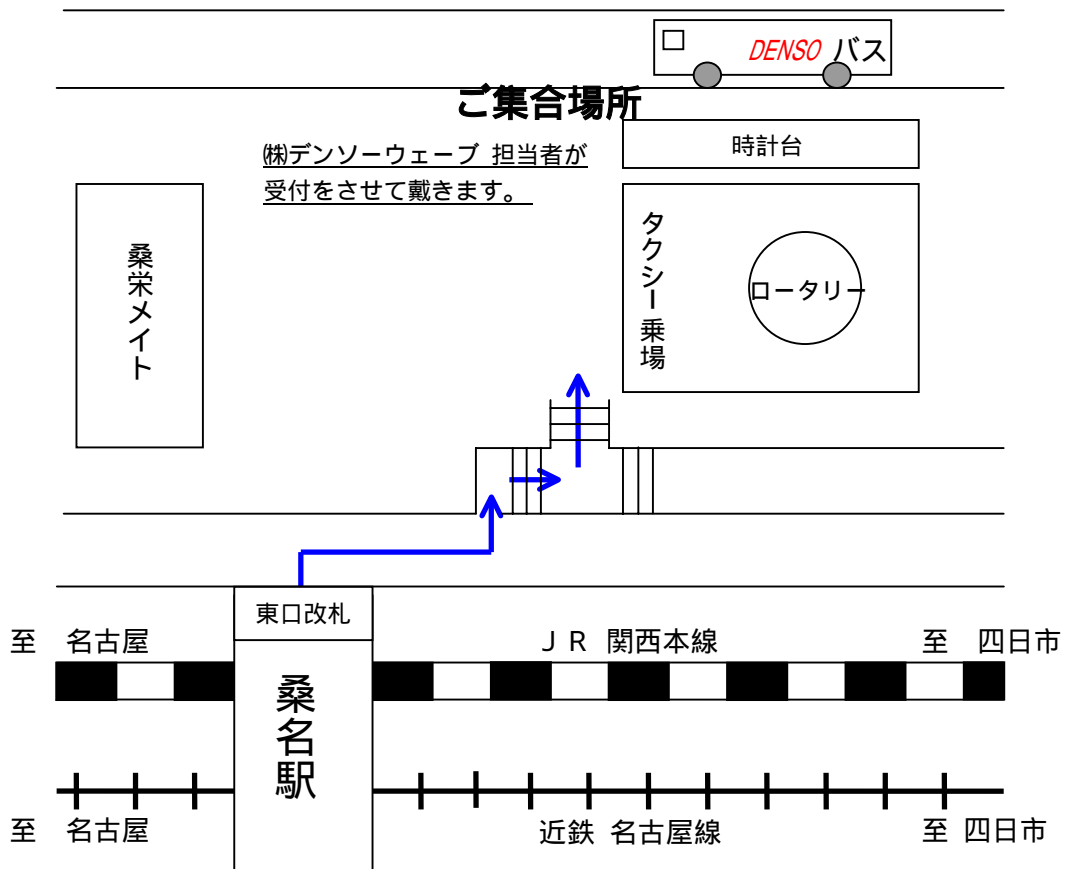 DENSO バス
ご集合場所
時計台
㈱デンソーウェーブ 担当者が
受付をさせて戴きます。
桑栄メイト
タクシー乗場
ロータリー
東口改札
至 名古屋
ＪＲ 関西本線
至 四日市
桑名駅
至 名古屋
近鉄 名古屋線
至 四日市